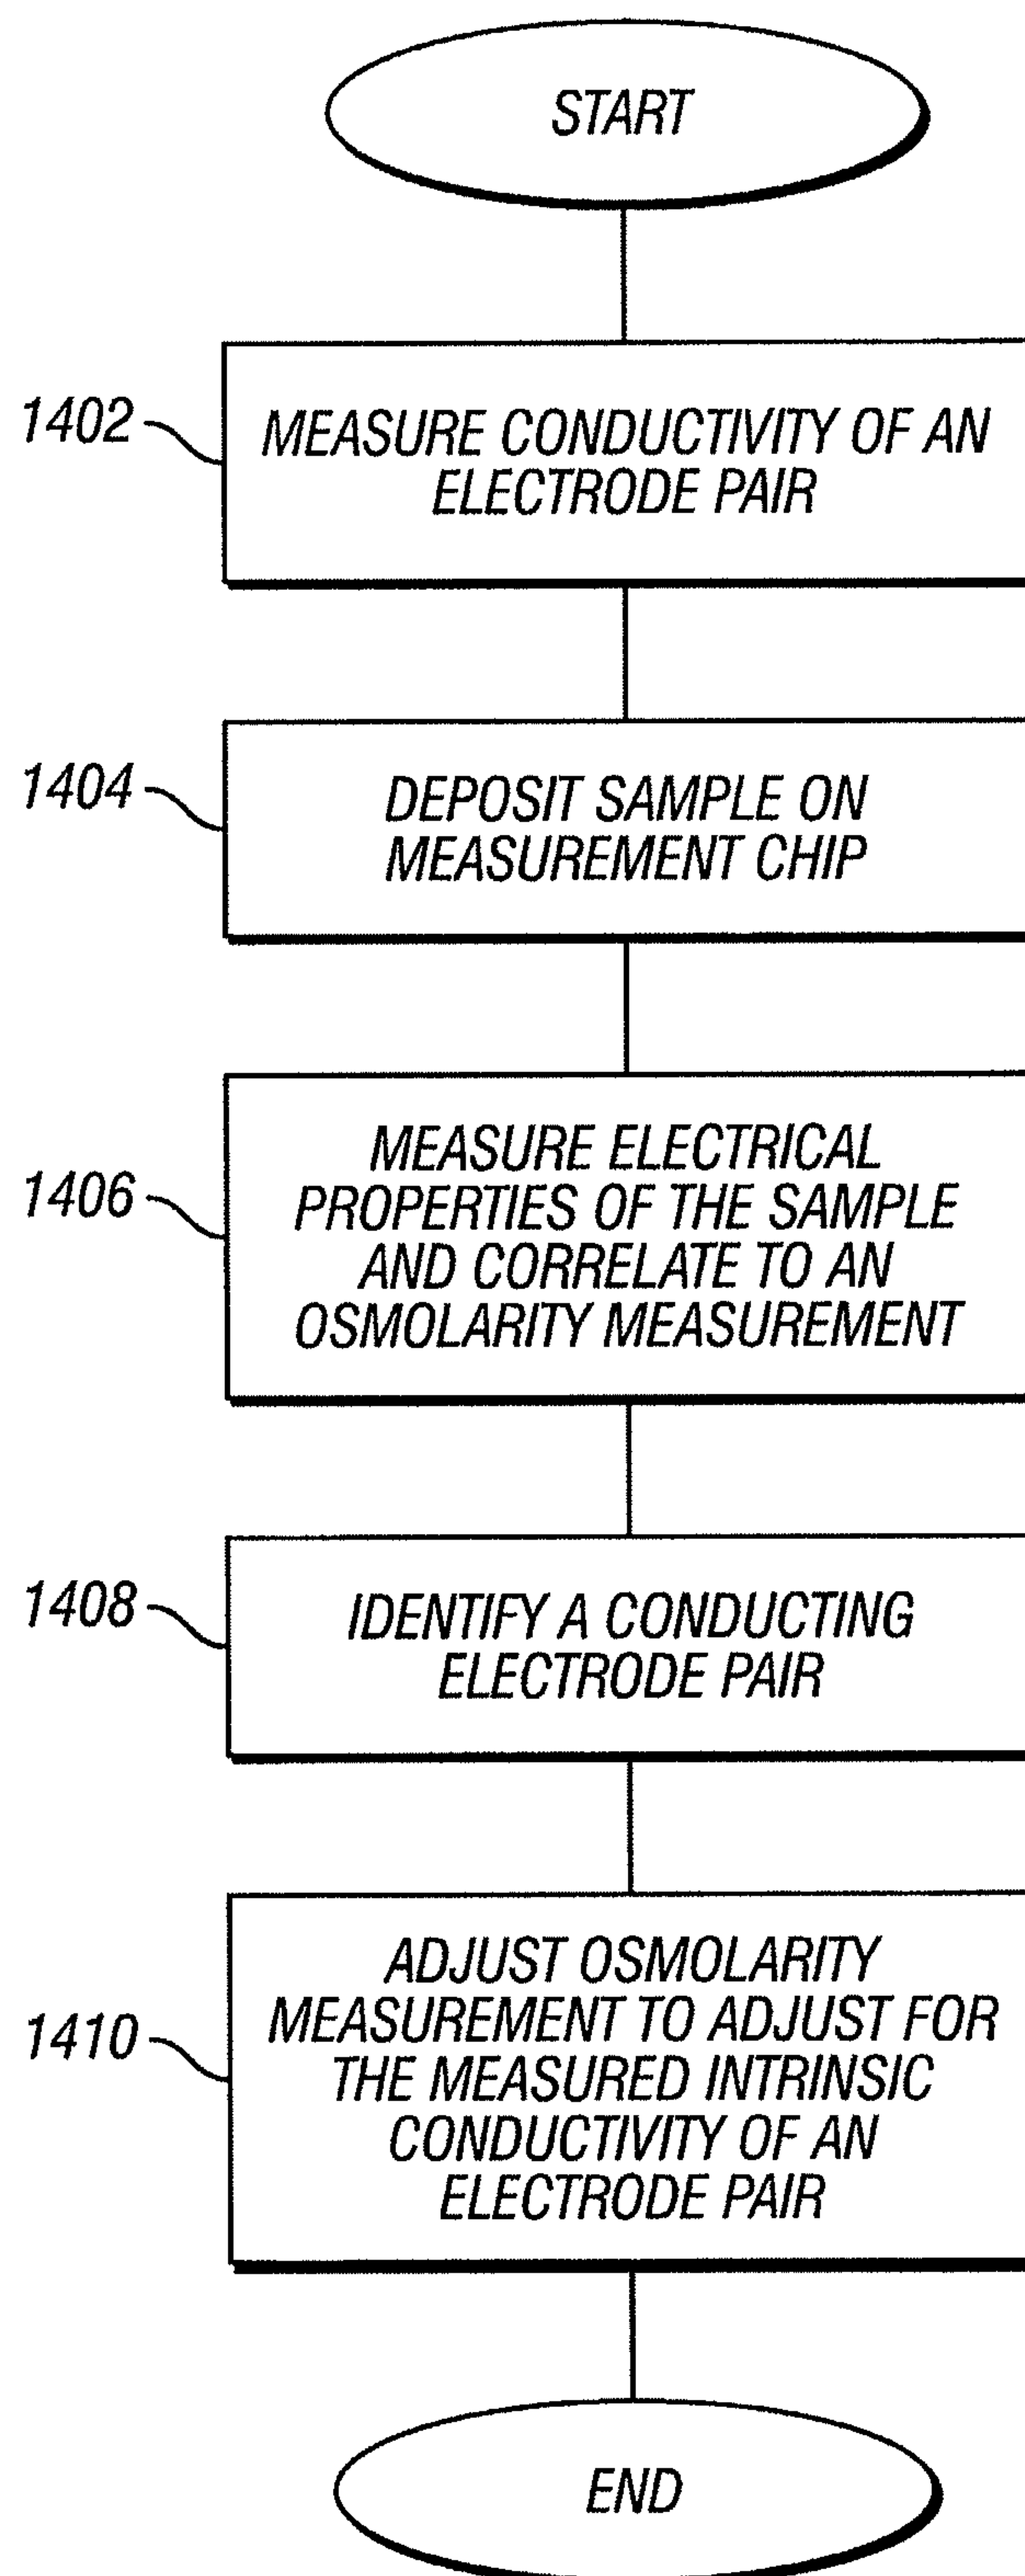 START
1402
MEASURE CONDUCTIVITY OF AN
ELECTRODE PAIR
1404
DEPOSIT SAMPLE ON
MEASUREMENT CHIP
1406
MEASURE ELECTRICAL
PROPERTIES OF THE SAMPLE
AND CORRELATE TO AN
OSMOLARITY MEASUREMENT
1408
IDENTIFY A CONDUCTING
ELECTRODE PAIR
1410
ADJUST OSMOLARITY
MEASUREMENT TO ADJUST FOR
THE MEASURED INTRINSIC
CONDUCTIVITY OF AN
ELECTRODE PAIR
END